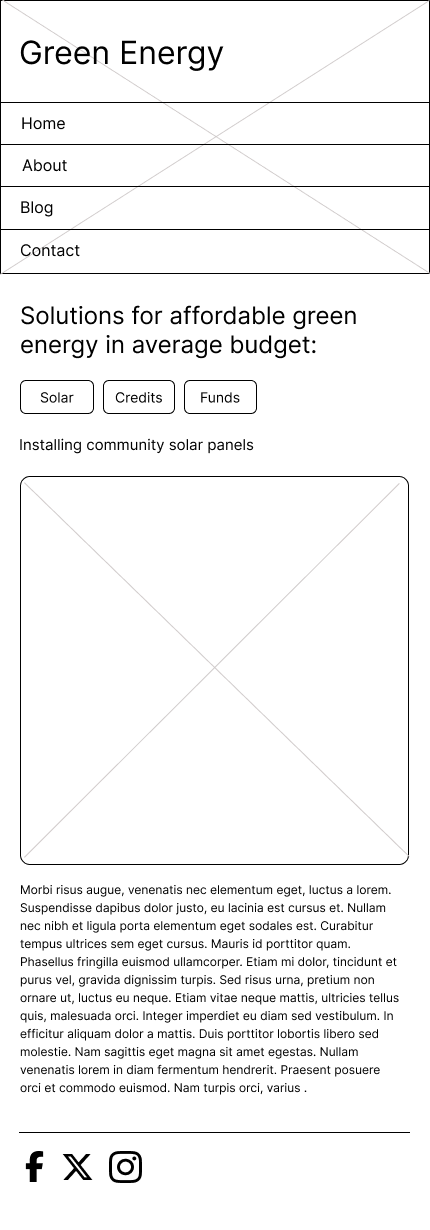 Green Energy
Home
About
Blog
Contact
Solutions for affordable green
energy in average budget:
Solar
Credits
Funds
Installing community solar panels
Morbi risus augue, venenatis nec elementum eget, luctus a lorem.
Suspendisse dapibus dolor justo, eu lacinia est cursus et. Nullam
nec nibh et ligula porta elementum eget sodales est. Curabitur
tempus ultrices sem eget cursus. Mauris id porttitor quam.
Phasellus fringilla euismod ullamcorper. Etiam mi dolor, tincidunt et
purus vel, gravida dignissim turpis. Sed risus urna, pretium non
ornare ut, luctus eu neque. Etiam vitae neque mattis, ultricies tellus
quis, malesuada orci. Integer imperdiet eu diam sed vestibulum. In
efficitur aliquam dolor a mattis. Duis porttitor lobortis libero sed
molestie. Nam sagittis eget magna sit amet egestas. Nullam
venenatis lorem in diam fermentum hendrerit. Praesent posuere
orci et commodo euismod. Nam turpis orci, varius .